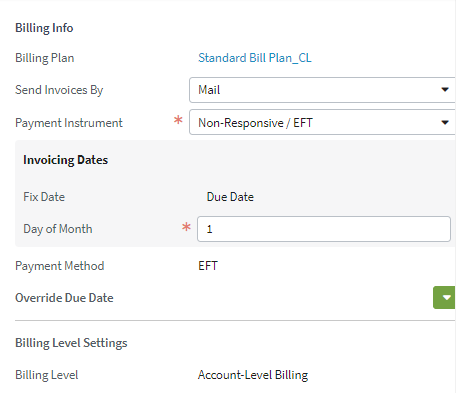 Billing Info
Billing Plan Standard Bill Plan_CL
Send Invoices By Mail
Payment Instrument * Non-Responsive / EFT
Invoicing Dates
Fix Date Due Date
Day of Month * 1
Payment Method EFT
Override Due Date
Billing Level Settings
Billing Level Account-Level Billing